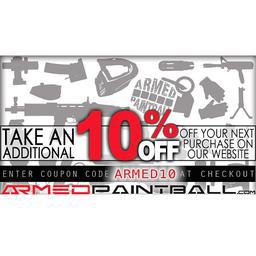 ARMED
PAINTBALL
TAKE AN
ADDITIONAL
10%
OFF
OFF YOUR NEXT
PURCHASE ON
OUR WEBSITE
ENTER COUPON CODE ARMED10 AT CHECKOUT
ARMEDPAINTBALL.COM